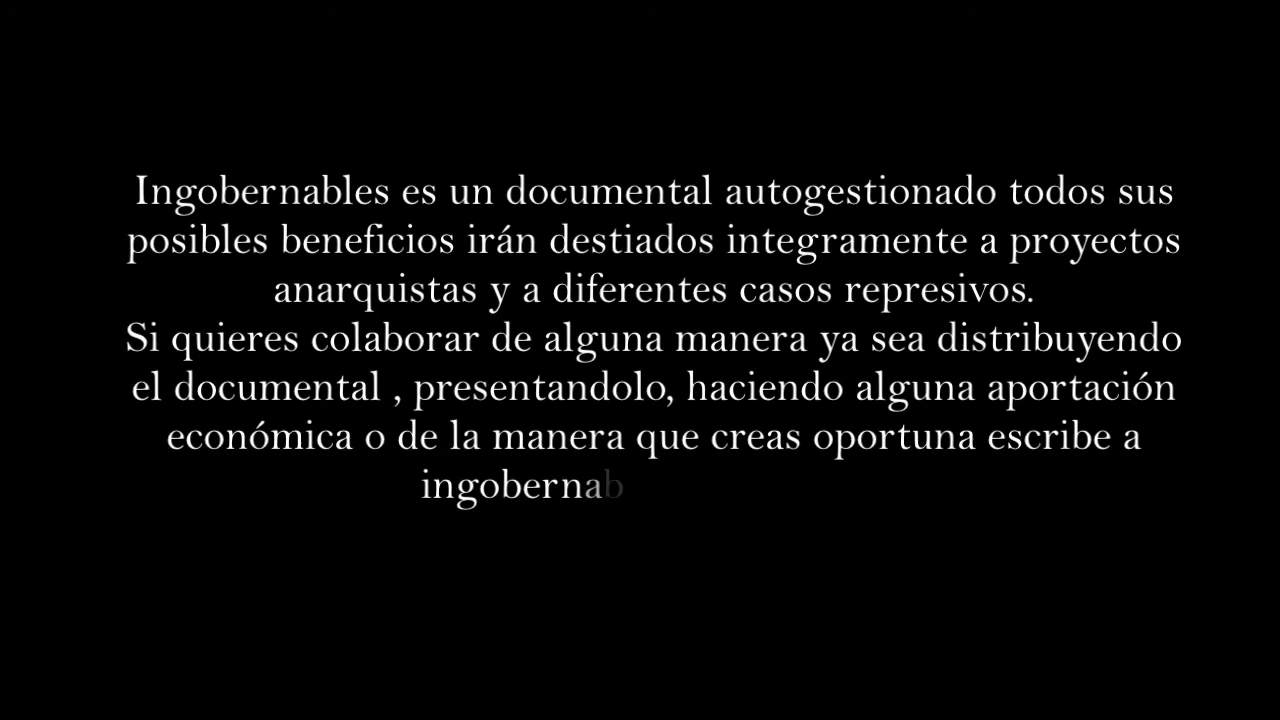 Ingobernables es un documental autogestionado todos sus
posibles beneficios irán destiados integramente a proyectos
anarquistas y a diferentes casos represivos.
Si quieres colaborar de alguna manera ya sea distribuyendo
el documental , presentandolo, haciendo alguna aportación
económica o de la manera que creas oportuna escribe a
ingobernab